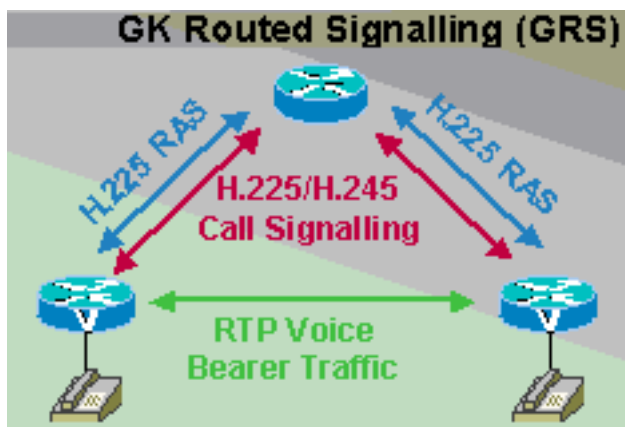 GK Routed Signalling (GRS)
H.225 RAS
H.225 RAS
H.225/H.245
Call Signalling
V
V
RTP Voice
Bearer Traffic